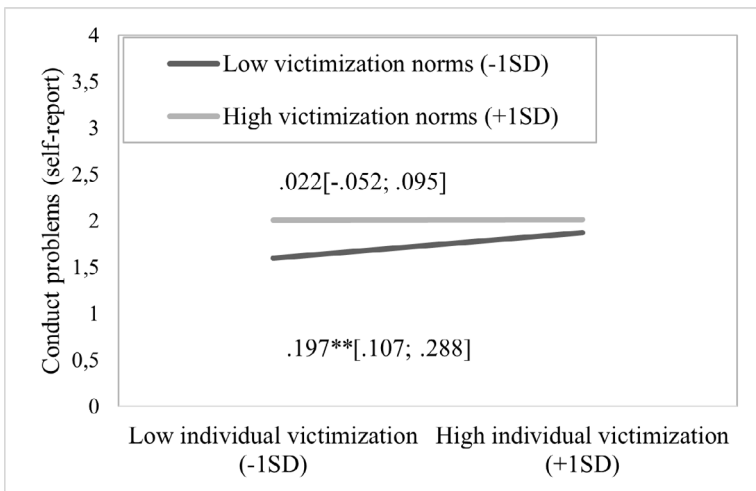 4
3,5
3
2,5
2
1,5
1
0,5
0
Conduct problems (self-report)
Low victimization norms (-1SD)
High victimization norms (+1SD)
.022[-.052; .095]
.197**[.107; .288]
Low individual victimization
(-1SD)
High individual victimization
(+1SD)